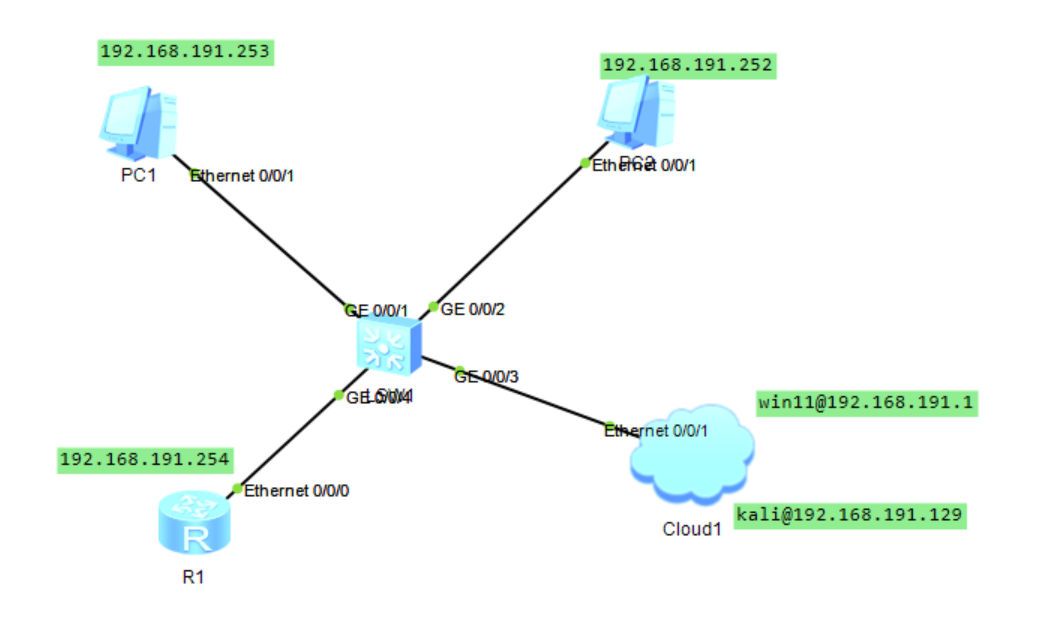 192.168.191.253
192.168.191.252
PC1
Ethernet 0/0/1
PC2
Ethernet 0/0/1
GE 0/0/1
GE 0/0/2
LSW1
GE 0/0/3
GE 0/0/4
win11@192.168.191.1
Ethernet 0/0/1
192.168.191.254
Ethernet 0/0/0
kali@192.168.191.129
Cloud1
R
R1